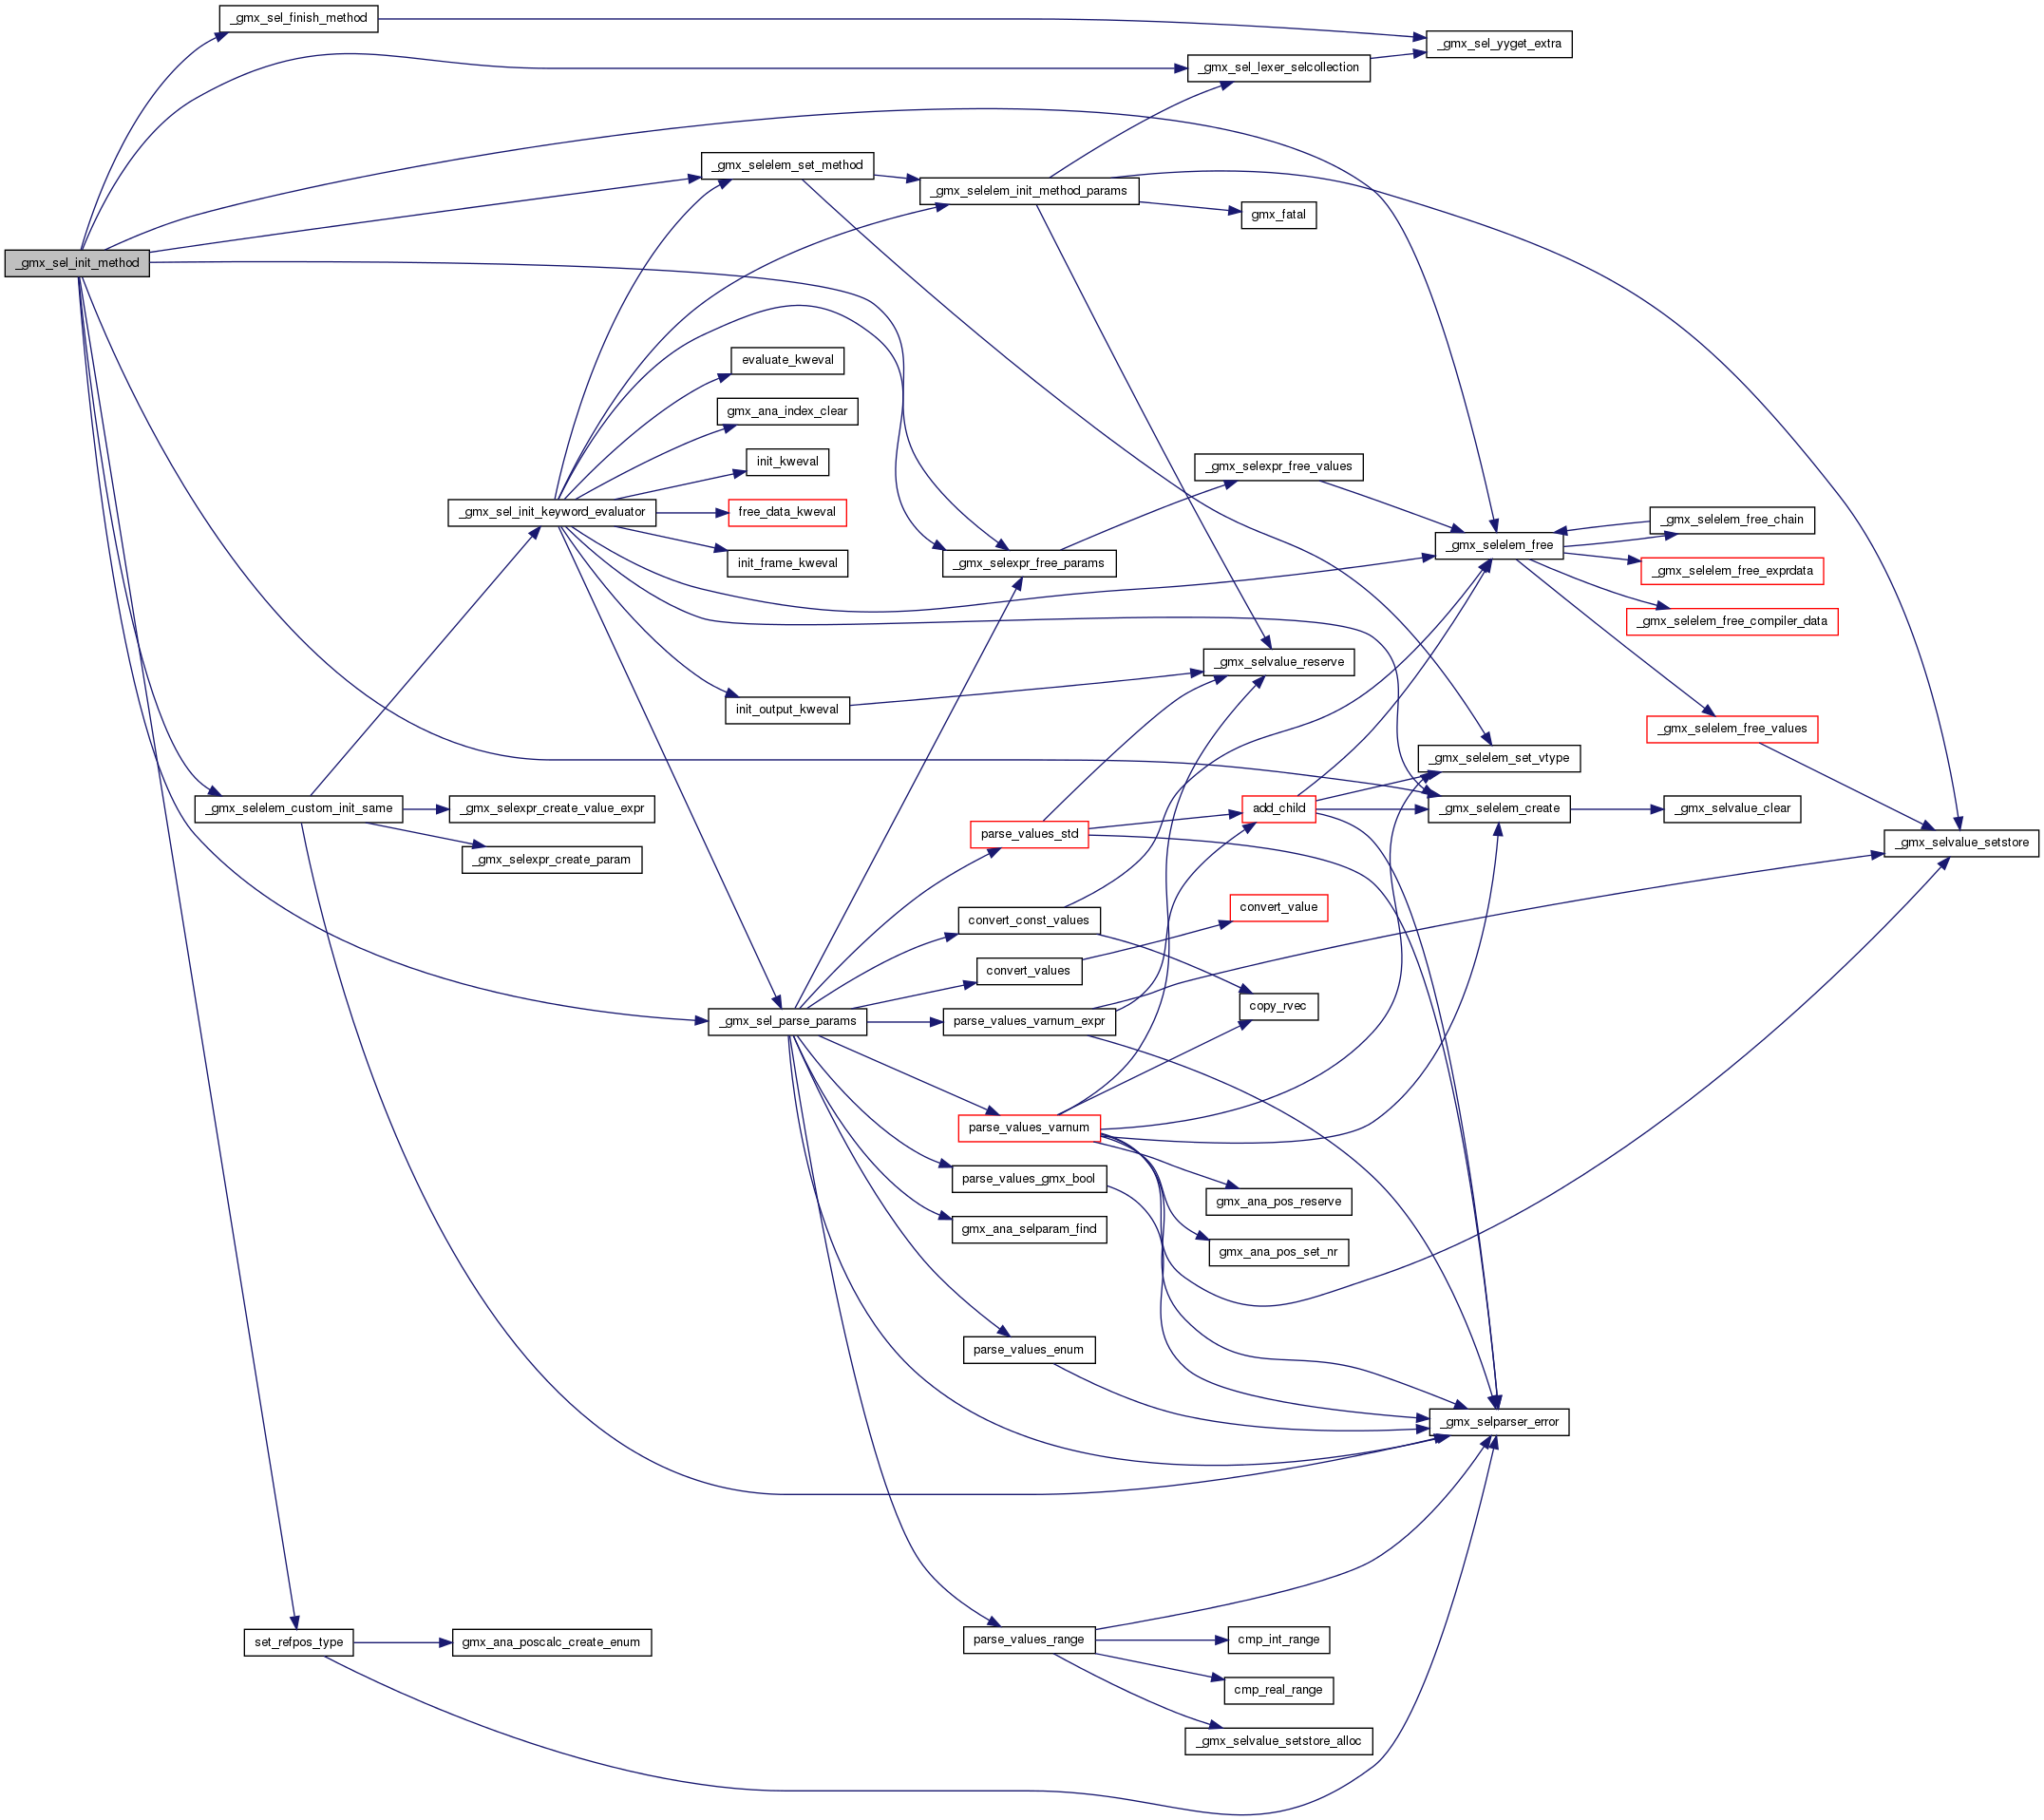 _gmx_sel_finish_method
_gmx_sel_yyget_extra
_gmx_sel_lexer_selcollection
_gmx_selelem_set_method
_gmx_selelem_init_method_params
gmx_fatal
_gmx_sel_init_method
evaluate_kweval
gmx_ana_index_clear
init_kweval
_gmx_selexpr_free_values
_gmx_sel_init_keyword_evaluator
free_data_kweval
_gmx_selelem_free_chain
_gmx_selelem_free
init_frame_kweval
_gmx_selexpr_free_params
_gmx_selelem_free_exprdata
_gmx_selelem_free_compiler_data
_gmx_selvalue_reserve
init_output_kweval
_gmx_selelem_free_values
_gmx_selelem_set_vtype
_gmx_selelem_custom_init_same
_gmx_selexpr_create_value_expr
add_child
_gmx_selelem_create
_gmx_selvalue_clear
parse_values_std
_gmx_selvalue_setstore
_gmx_selexpr_create_param
convert_value
convert_const_values
convert_values
copy_rvec
_gmx_sel_parse_params
parse_values_varnum_expr
parse_values_varnum
parse_values_gmx_bool
gmx_ana_pos_reserve
gmx_ana_selparam_find
gmx_ana_pos_set_nr
parse_values_enum
_gmx_selparser_error
set_refpos_type
gmx_ana_poscalc_create_enum
parse_values_range
cmp_int_range
cmp_real_range
_gmx_selvalue_setstore_alloc